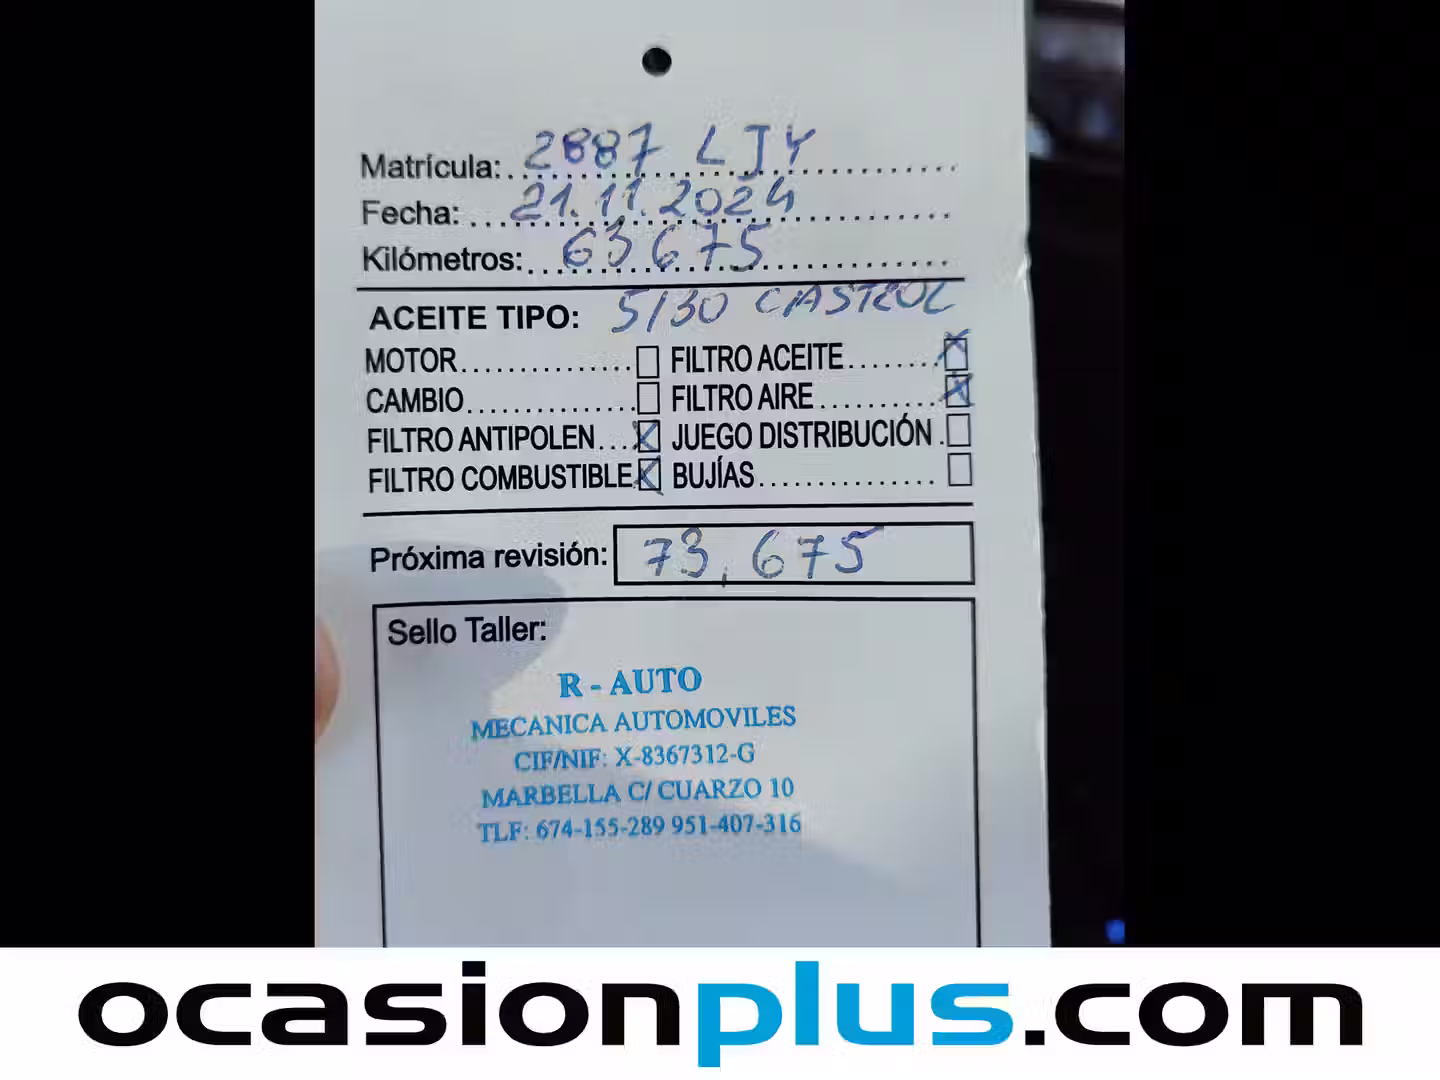 Matrícula: 2887 LJY
Fecha: 21.11.2024
Kilómetros: 63675
ACEITE TIPO: 5/30 CASTROL
MOTOR FILTRO ACEITE X
CAMBIO FILTRO AIRE X
FILTRO ANTIPOLEN X JUEGO DISTRIBUCIÓN
FILTRO COMBUSTIBLE X BUJÍAS
Próxima revisión: 73,675
Sello Taller:
R - AUTO
MECANICA AUTOMOVILES
CIF/NIF: X-8367312-G
MARBELLA C/ CUARZO 10
TLF: 674-155-289 951-407-316
ocasionplus.com